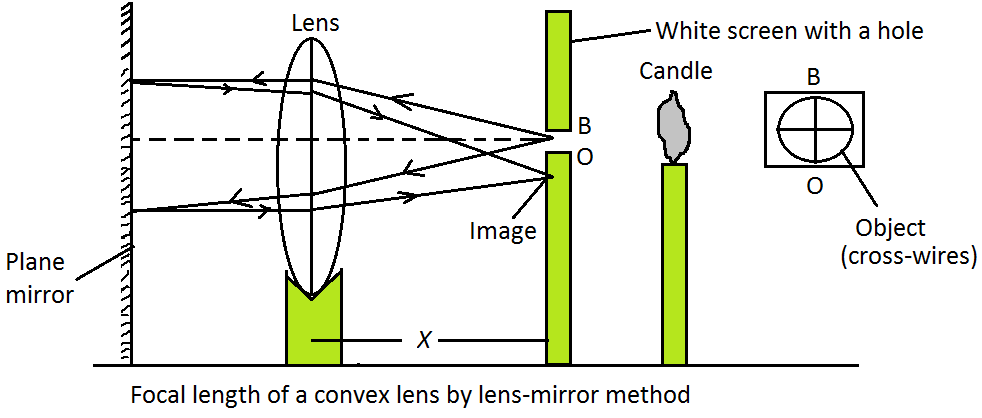 Lens
White screen with a hole
Candle
B
B
O
O
Image
Object
(cross-wires)
Plane
mirror
X
Focal length of a convex lens by lens-mirror method